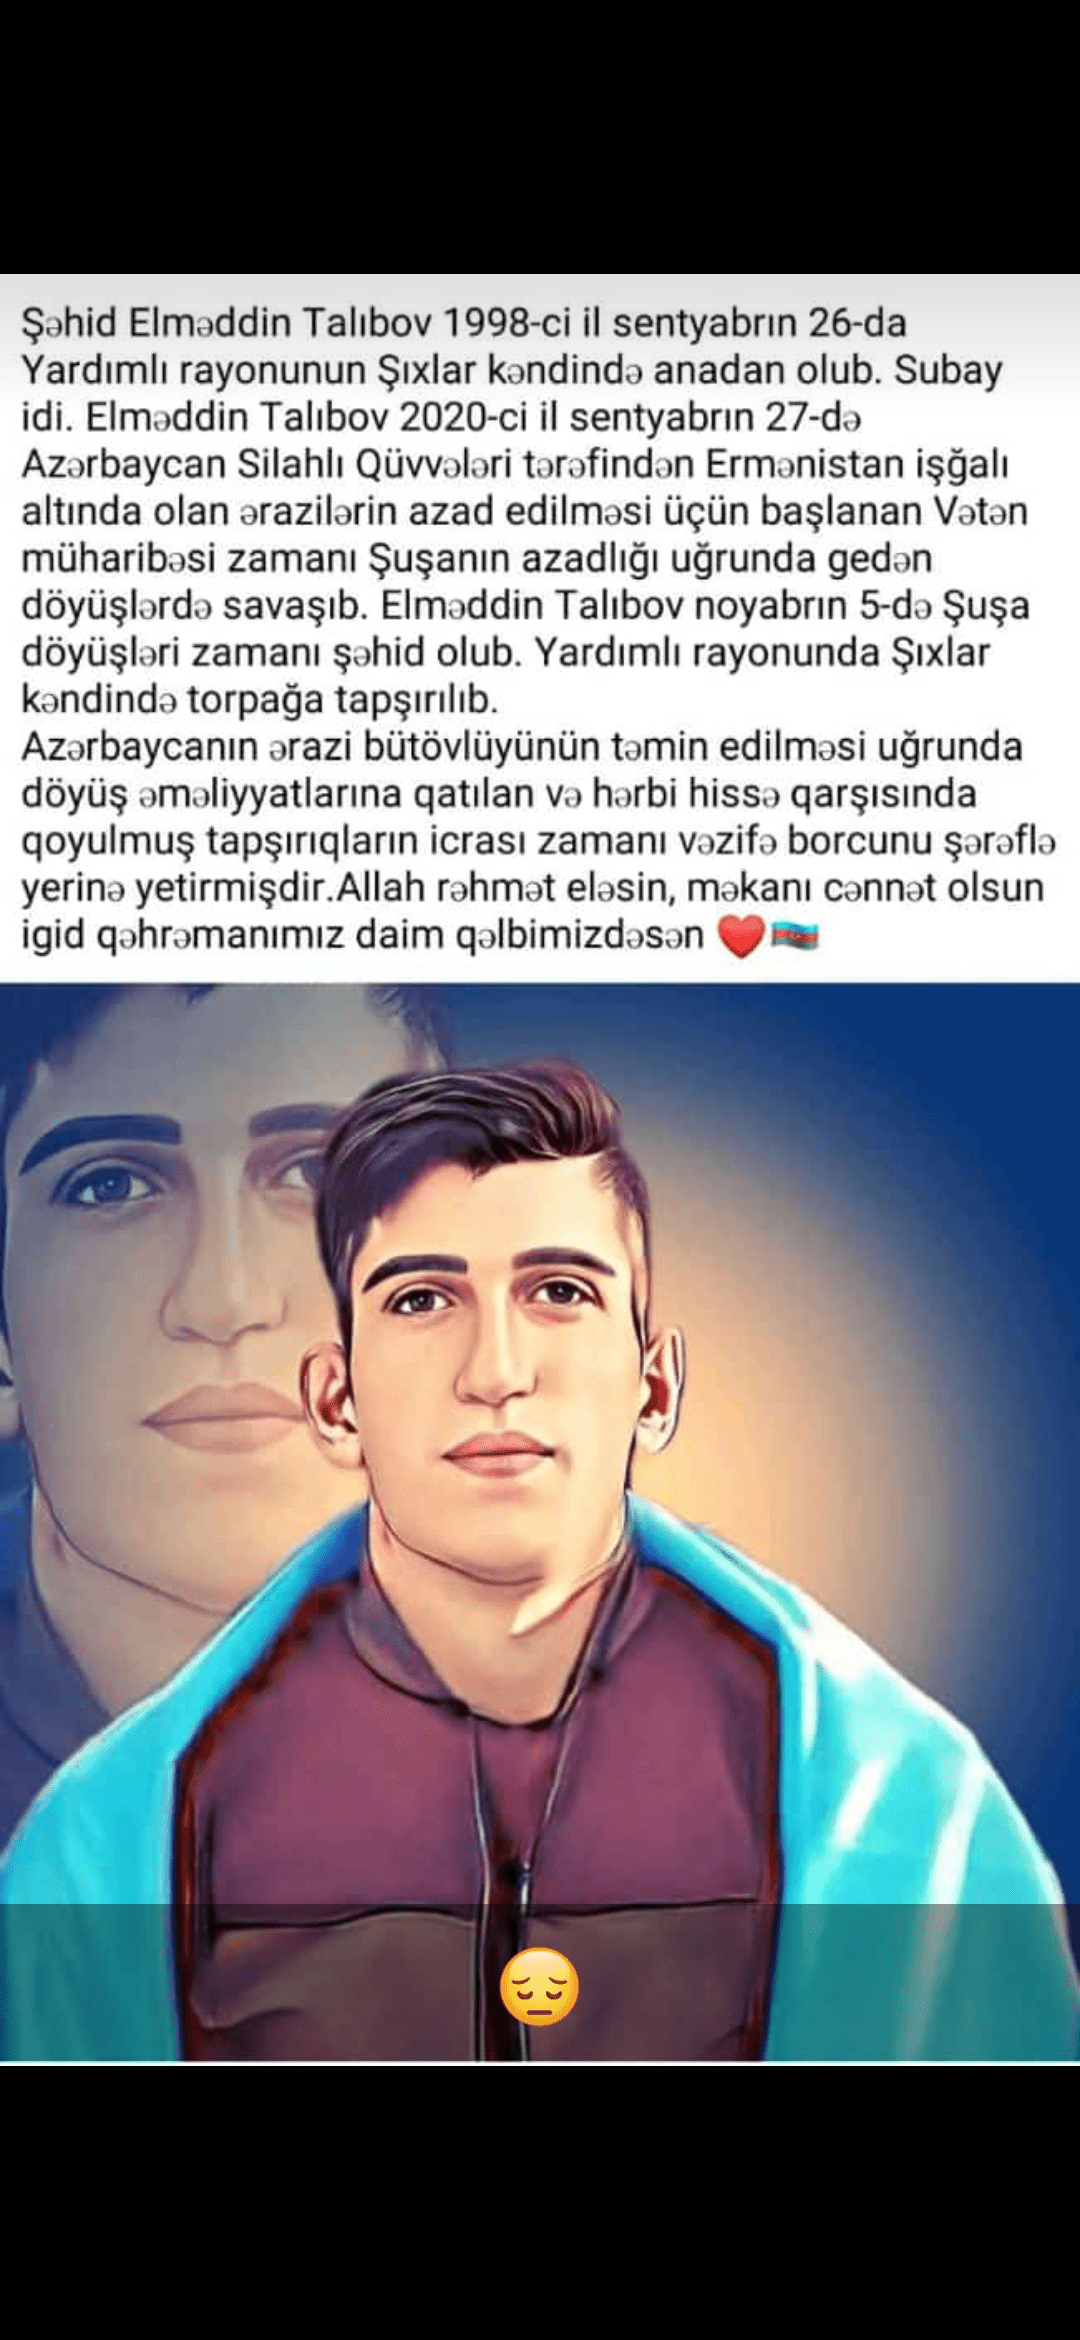 Şəhid Elməddin Talıbov 1998-ci il sentyabrın 26-da
Yardımlı rayonunun Şıxlar kəndində anadan olub. Subay
idi. Elməddin Talıbov 2020-ci il sentyabrın 27-də
Azərbaycan Silahlı Qüvvələri tərəfindən Ermənistan işğalı
altında olan ərazilərin azad edilməsi üçün başlanan Vətən
müharibəsi zamanı Şuşanın azadlığı uğrunda gedən
döyüşlərdə savaşıb. Elməddin Talıbov noyabrın 5-də Şuşa
döyüşləri zamanı şəhid olub. Yardımlı rayonunda Şıxlar
kəndində torpağa tapşırılıb.
Azərbaycanın ərazi bütövlüyünün təmin edilməsi uğrunda
döyüş əməliyyatlarına qatılan və hərbi hissə qarşısında
qoyulmuş tapşırıqların icrası zamanı vəzifə borcunu şərəflə
yerinə yetirmişdir.Allah rəhmət eləsin, məkanı cənnət olsun
igid qəhrəmanımız daim qəlbimizdəsən ❤️🇦🇿
😔